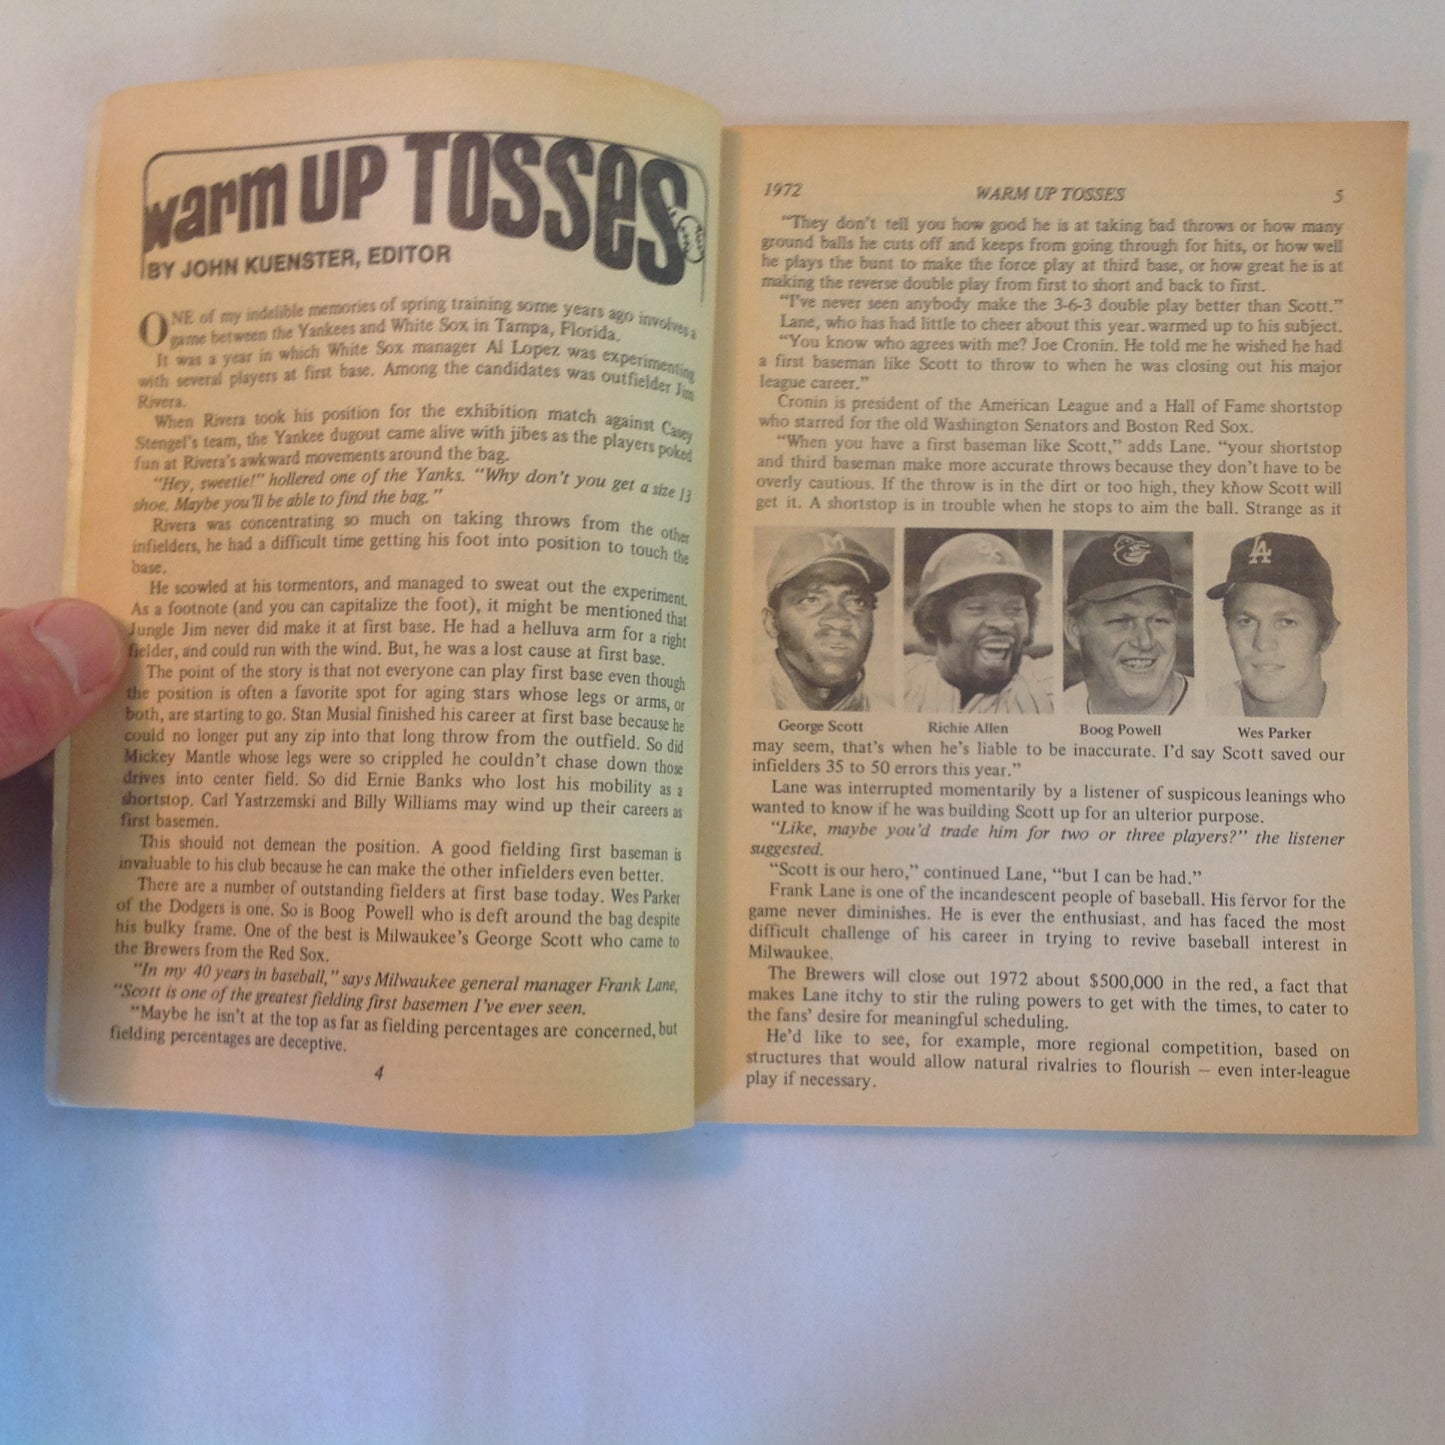 warm UP TOSSES
BY JOHN KUENSTER, EDITOR
ONE of my indelible memories of spring training some years ago involves a
game between the Yankees and White Sox in Tampa, Florida.
It was a year in which White Sox manager Al Lopez was experimenting
with several players at first base. Among the candidates was outfielder Jim
Rivera.
When Rivera took his position for the exhibition match against Casey
Stengel's team, the Yankee dugout came alive with jibes as the players poked
fun at Rivera's awkward movements around the bag.
"Hey, sweetie!" hollered one of the Yanks. "Why don't you get a size 13
shoe. Maybe you'll be able to find the bag."
Rivera was concentrating so much on taking throws from the other
infielders, he had a difficult time getting his foot into position to touch the
base.
He scowled at his tormentors, and managed to sweat out the experiment.
As a footnote (and you can capitalize the foot), it might be mentioned that
Jungle Jim never did make it at first base. He had a helluva arm for a right
fielder, and could run with the wind. But, he was a lost cause at first base.
The point of the story is that not everyone can play first base even though
the position is often a favorite spot for aging stars whose legs or arms, or
both, are starting to go. Stan Musial finished his career at first base because he
could no longer put any zip into that long throw from the outfield. So did
Mickey Mantle whose legs were so crippled he couldn't chase down those
drives into center field. So did Ernie Banks who lost his mobility as a
shortstop. Carl Yastrzemski and Billy Williams may wind up their careers as
first basemen.
This should not demean the position. A good fielding first baseman is
invaluable to his club because he can make the other infielders even better.
There are a number of outstanding fielders at first base today. Wes Parker
of the Dodgers is one. So is Boog Powell who is deft around the bag despite
his bulky frame. One of the best is Milwaukee's George Scott who came to
the Brewers from the Red Sox.
"In my 40 years in baseball," says Milwaukee general manager Frank Lane,
"Scott is one of the greatest fielding first basemen I've ever seen.
"Maybe he isn't at the top as far as fielding percentages are concerned, but
fielding percentages are deceptive.
4
1972 WARM UP TOSSES 5
"They don't tell you how good he is at taking bad throws or how many
ground balls he cuts off and keeps from going through for hits, or how well
he plays the bunt to make the force play at third base, or how great he is at
making the reverse double play from first to short and back to first.
"I've never seen anybody make the 3-6-3 double play better than Scott."
Lane, who has had little to cheer about this year. warmed up to his subject.
"You know who agrees with me? Joe Cronin. He told me he wished he had
a first baseman like Scott to throw to when he was closing out his major
league career."
Cronin is president of the American League and a Hall of Fame shortstop
who starred for the old Washington Senators and Boston Red Sox.
"When you have a first baseman like Scott," adds Lane. "your shortstop
and third baseman make more accurate throws because they don't have to be
overly cautious. If the throw is in the dirt or too high, they know Scott will
get it. A shortstop is in trouble when he stops to aim the ball. Strange as it
M
LA
George Scott Richie Allen Boog Powell Wes Parker
may seem, that's when he's liable to be inaccurate. I'd say Scott saved our
infielders 35 to 50 errors this year."
Lane was interrupted momentarily by a listener of suspicous leanings who
wanted to know if he was building Scott up for an ulterior purpose.
"Like, maybe you'd trade him for two or three players?" the listener
suggested.
"Scott is our hero," continued Lane, "but I can be had."
Frank Lane is one of the incandescent people of baseball. His fervor for the
game never diminishes. He is ever the enthusiast, and has faced the most
difficult challenge of his career in trying to revive baseball interest in
Milwaukee.
The Brewers will close out 1972 about $500,000 in the red, a fact that
makes Lane itchy to stir the ruling powers to get with the times, to cater to
the fans' desire for meaningful scheduling.
He'd like to see, for example, more regional competition, based on
structures that would allow natural rivalries to flourish – even inter-league
play if necessary.